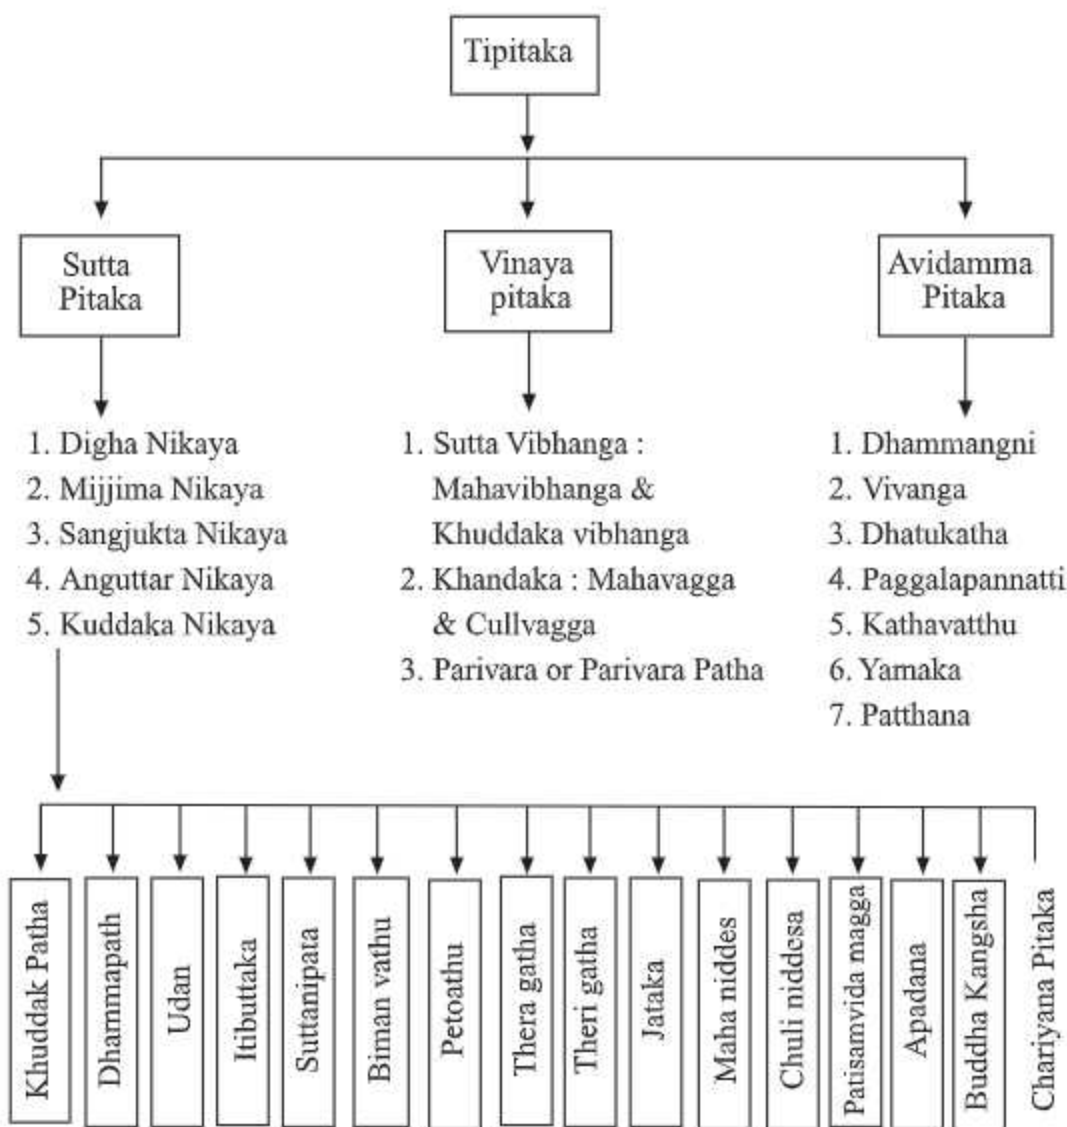 Tipitaka
Sutta
Pitaka
Vinaya
pitaka
Avidamma
Pitaka
1. Digha Nikaya
2. Mijjima Nikaya
3. Sangjukta Nikaya
4. Anguttar Nikaya
5. Kuddaka Nikaya
1. Sutta Vibhanga :
Mahavibhanga &
Khuddaka vibhanga
2. Khandaka : Mahavagga
& Cullvagga
3. Parivara or Parivara Patha
1. Dhammangni
2. Vivanga
3. Dhatukatha
4. Paggalapannatti
5. Kathavatthu
6. Yamaka
7. Patthana
Khuddak Patha
Dhammapath
Udan
Itibuttaka
Suttanipata
Biman vathu
Petoathu
Thera gatha
Theri gatha
Jataka
Maha niddes
Chuli niddesa
Patisamvida magga
Apadana
Buddha Kangsha
Chariyana Pitaka